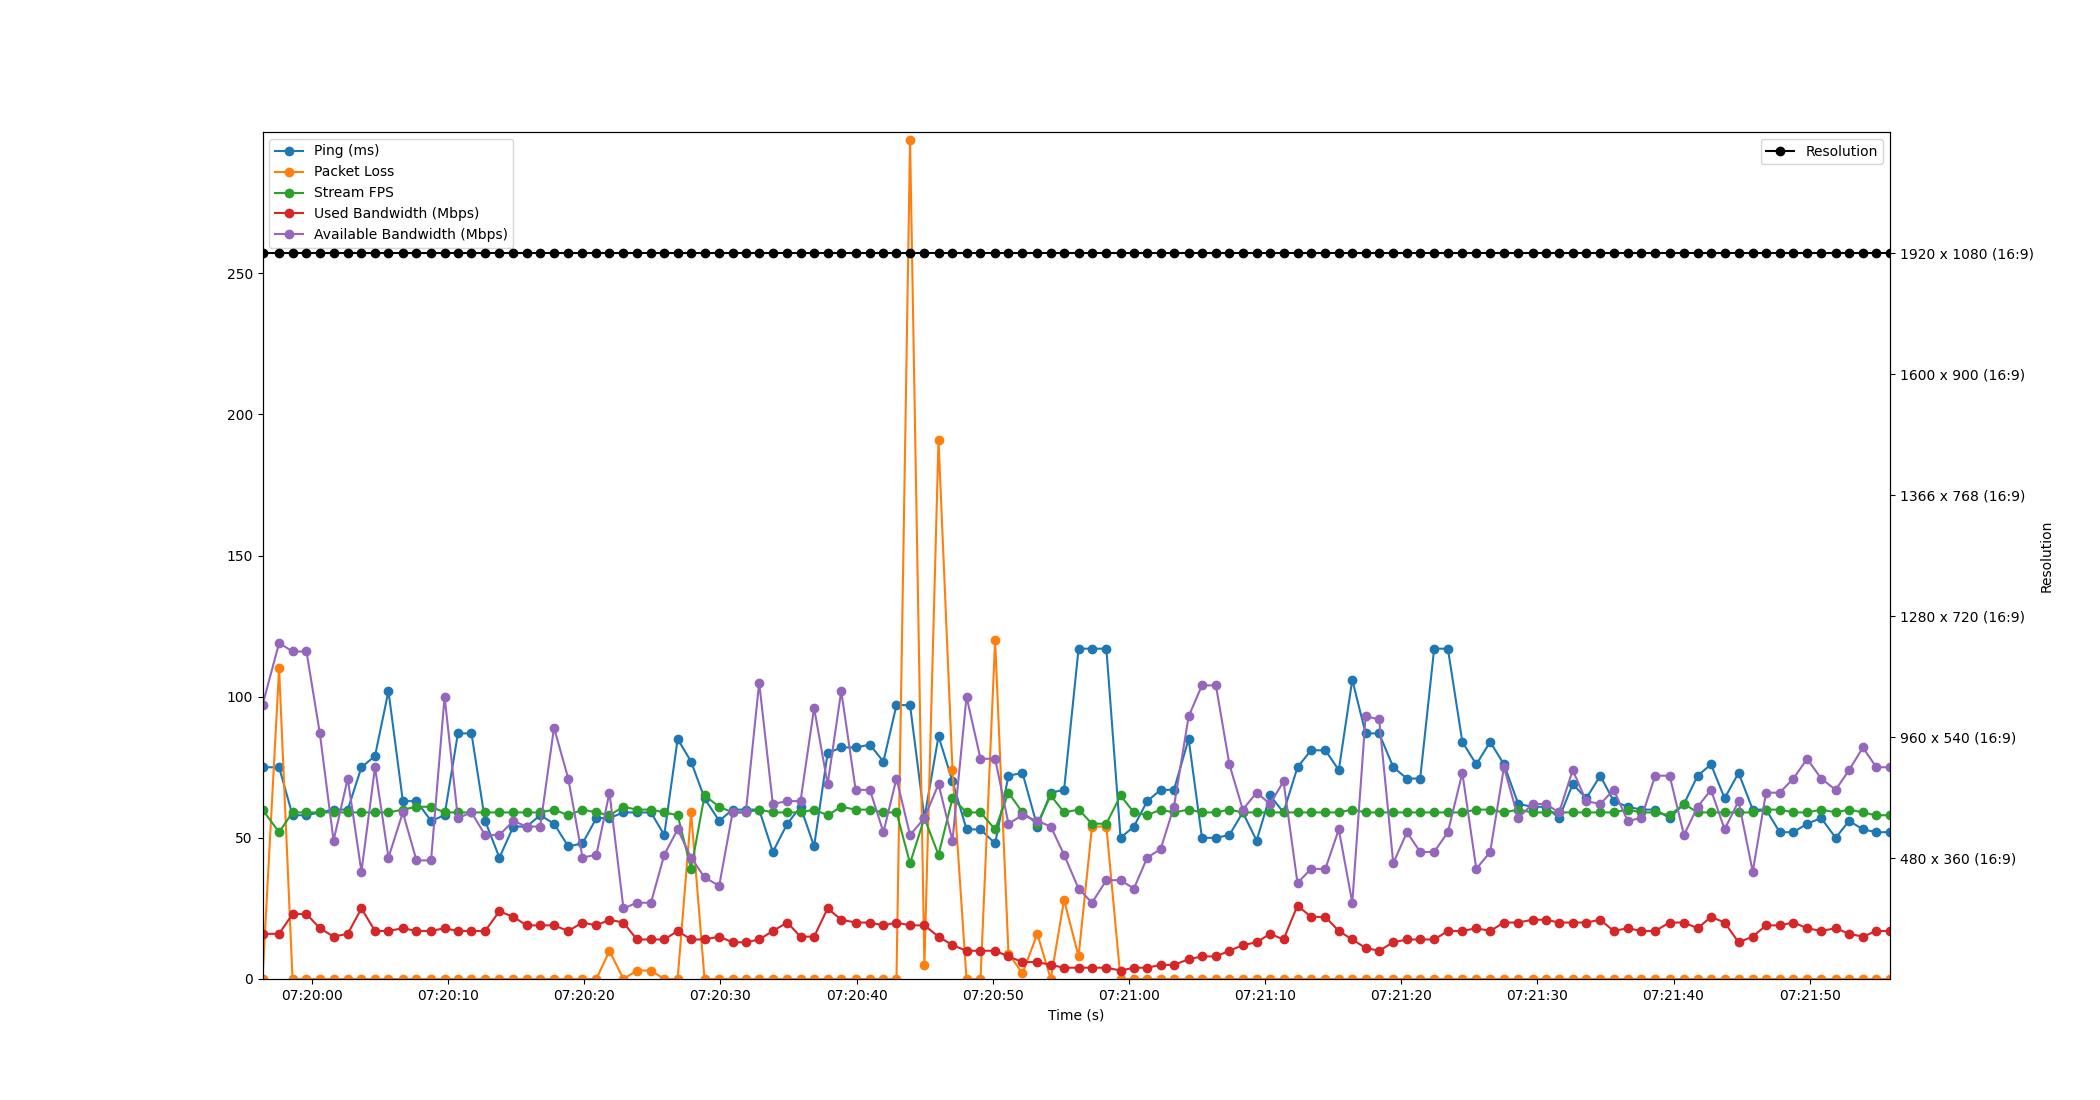 Ping (ms)
Packet Loss
Stream FPS
Used Bandwidth (Mbps)
Available Bandwidth (Mbps)
Resolution
250
200
150
100
50
0
1920 x 1080 (16:9)
1600 x 900 (16:9)
1366 x 768 (16:9)
1280 x 720 (16:9)
960 x 540 (16:9)
480 x 360 (16:9)
Resolution
07:20:00 07:20:10 07:20:20 07:20:30 07:20:40 07:20:50 07:21:00 07:21:10 07:21:20 07:21:30 07:21:40 07:21:50
Time (s)